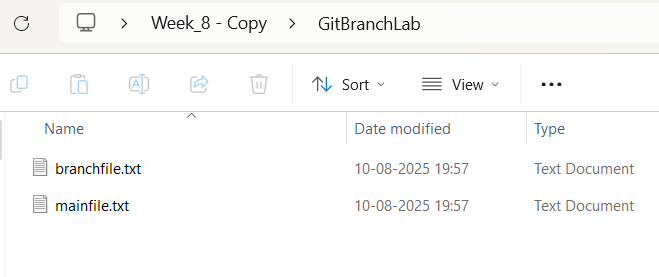 Week_8 - Copy GitBranchLab
Sort View
Name Date modified Type
branchfile.txt 10-08-2025 19:57 Text Document
mainfile.txt 10-08-2025 19:57 Text Document